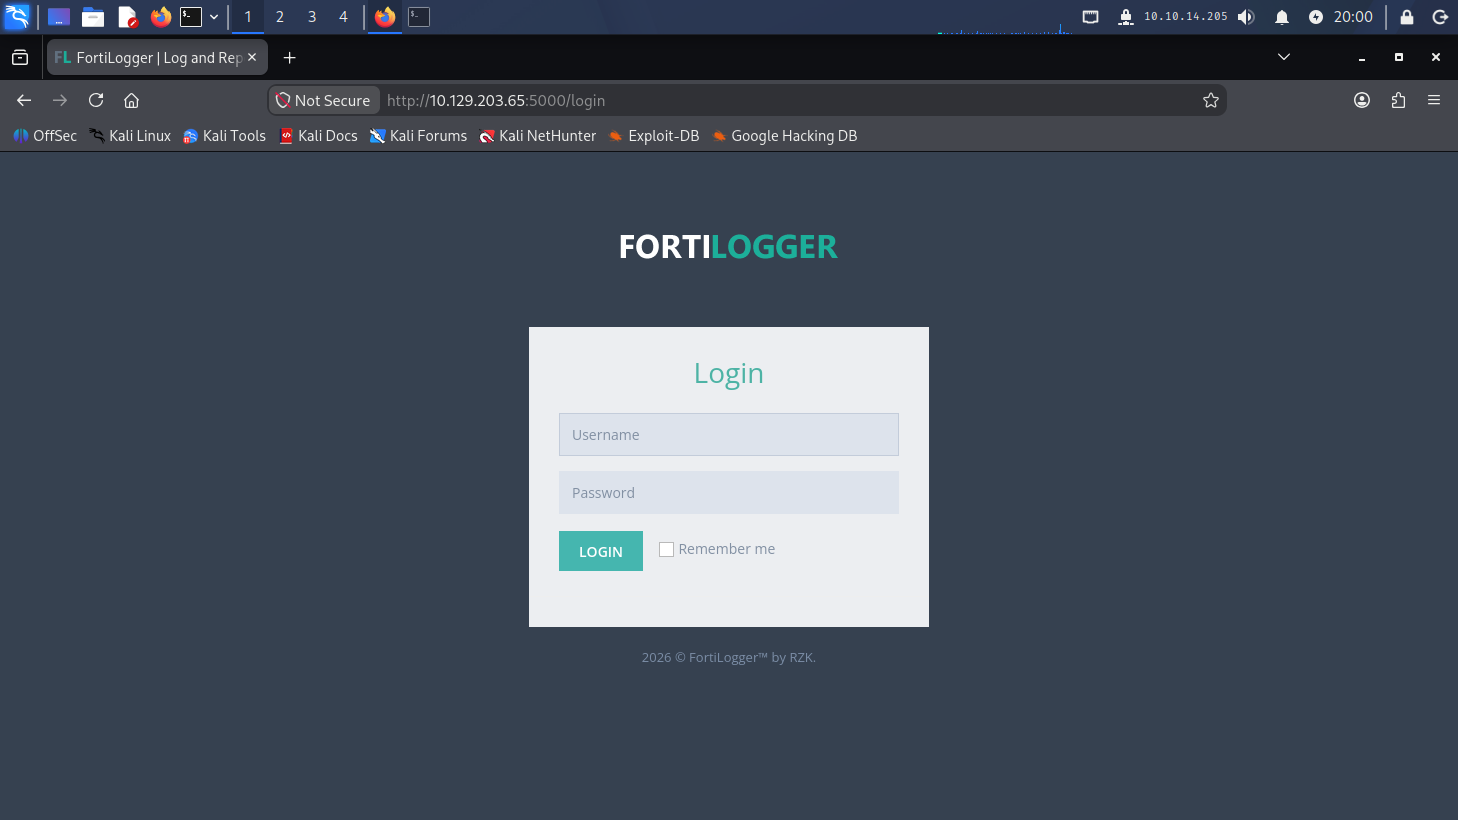 1 2 3 4 10.10.14.205 20:00
FL FortiLogger | Log and Rep
Not Secure http://10.129.203.65:5000/login
OffSec Kali Linux Kali Tools Kali Docs Kali Forums Kali NetHunter Exploit-DB Google Hacking DB
FORTILOGGER
Login
Username
Password
LOGIN Remember me
2026 © FortiLogger™ by RZK.